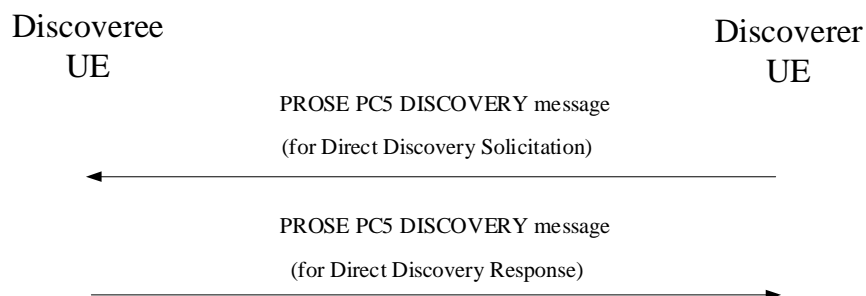 Discoveree
UE
Discoverer
UE
PROSE PC5 DISCOVERY message
(for Direct Discovery Solicitation)
PROSE PC5 DISCOVERY message
(for Direct Discovery Response)